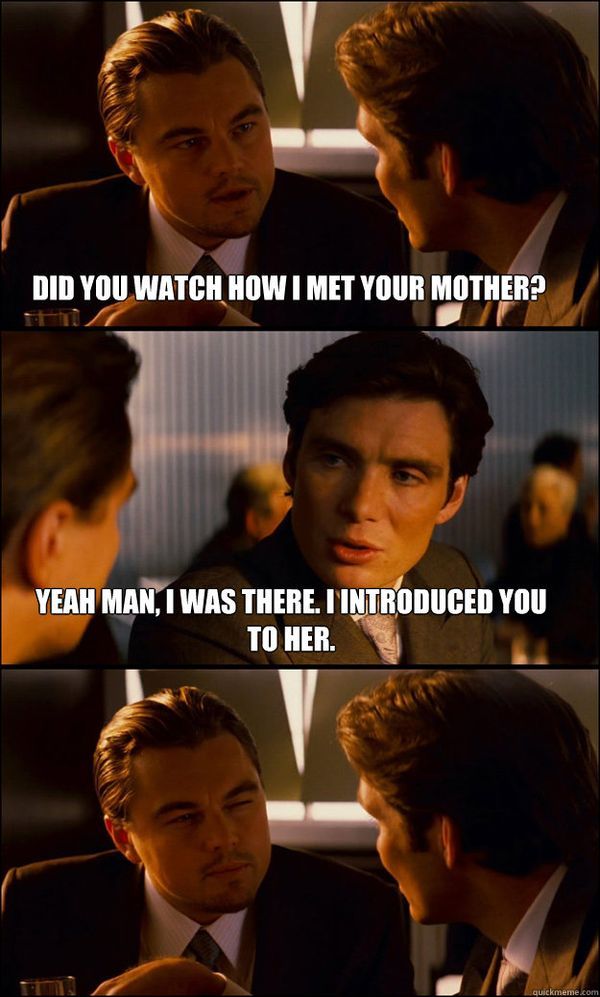 DID YOU WATCH HOW I MET YOUR MOTHER?
YEAH MAN, I WAS THERE. I INTRODUCED YOU
TO HER.
quickmeme.com